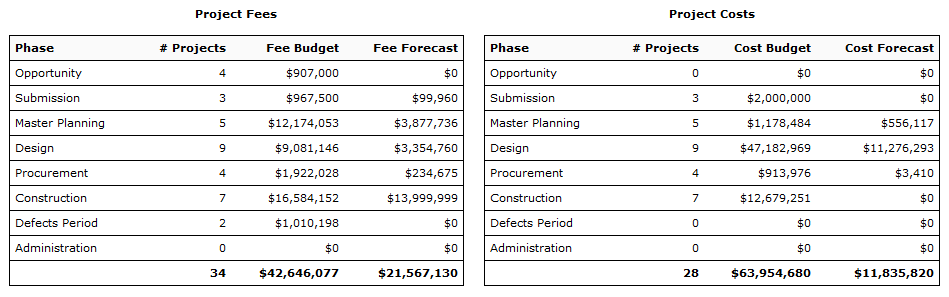 Project Fees
Phase # Projects Fee Budget Fee Forecast
Opportunity 4 $907,000 $0
Submission 3 $967,500 $99,960
Master Planning 5 $12,174,053 $3,877,736
Design 9 $9,081,146 $3,354,760
Procurement 4 $1,922,028 $234,675
Construction 7 $16,584,152 $13,999,999
Defects Period 2 $1,010,198 $0
Administration 0 $0 $0
34 $42,646,077 $21,567,130
Project Costs
Phase # Projects Cost Budget Cost Forecast
Opportunity 0 $0 $0
Submission 3 $2,000,000 $0
Master Planning 5 $1,178,484 $556,117
Design 9 $47,182,969 $11,276,293
Procurement 4 $913,976 $3,410
Construction 7 $12,679,251 $0
Defects Period 0 $0 $0
Administration 0 $0 $0
28 $63,954,680 $11,835,820